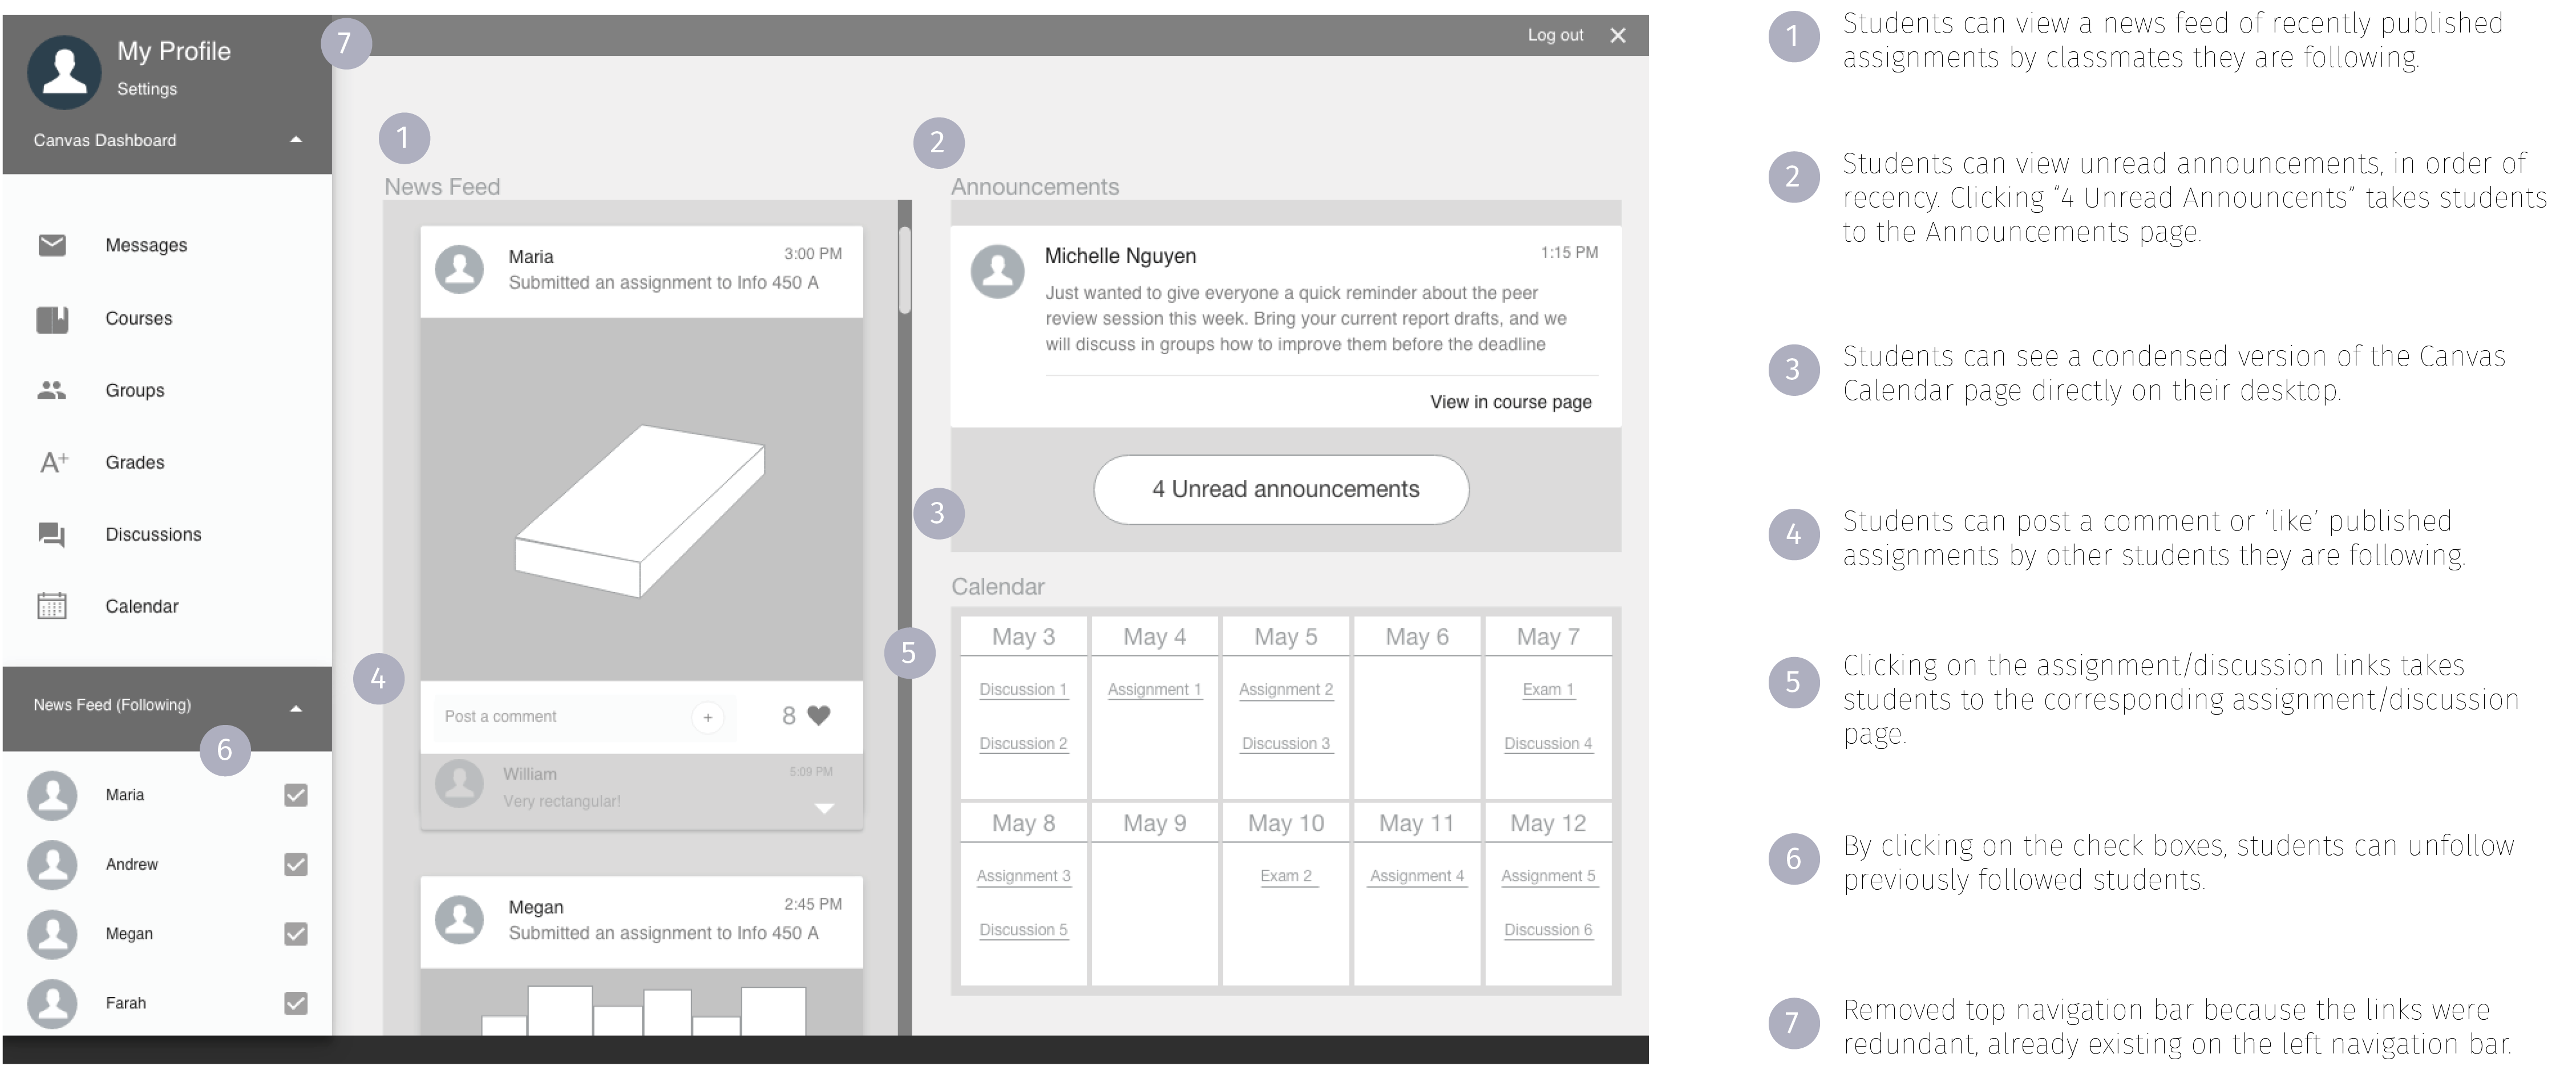 My Profile
Settings
Canvas Dashboard
Messages
Courses
Groups
A+ Grades
Discussions
Calendar
News Feed (Following)
6
Maria
Andrew
Megan
Farah
7
Log out
1
News Feed
Maria 3:00 PM
Submitted an assignment to Info 450 A
4
Post a comment + 8
William 5:09 PM
Very rectangular!
Megan 2:45 PM
Submitted an assignment to Info 450 A
2
Announcements
Michelle Nguyen 1:15 PM
Just wanted to give everyone a quick reminder about the peer
review session this week. Bring your current report drafts, and we
will discuss in groups how to improve them before the deadline
View in course page
4 Unread announcements
3
Calendar
5
May 3 May 4 May 5 May 6 May 7
Discussion 1 Assignment 1 Assignment 2 Exam 1
Discussion 2 Discussion 3 Discussion 4
May 8 May 9 May 10 May 11 May 12
Assignment 3 Exam 2 Assignment 4 Assignment 5
Discussion 5 Discussion 6
1 Students can view a news feed of recently published
assignments by classmates they are following.
2 Students can view unread announcements, in order of
recency. Clicking “4 Unread Announcents” takes students
to the Announcements page.
3 Students can see a condensed version of the Canvas
Calendar page directly on their desktop.
4 Students can post a comment or ‘like’ published
assignments by other students they are following.
5 Clicking on the assignment/discussion links takes
students to the corresponding assignment/discussion
page.
6 By clicking on the check boxes, students can unfollow
previously followed students.
7 Removed top navigation bar because the links were
redundant, already existing on the left navigation bar.